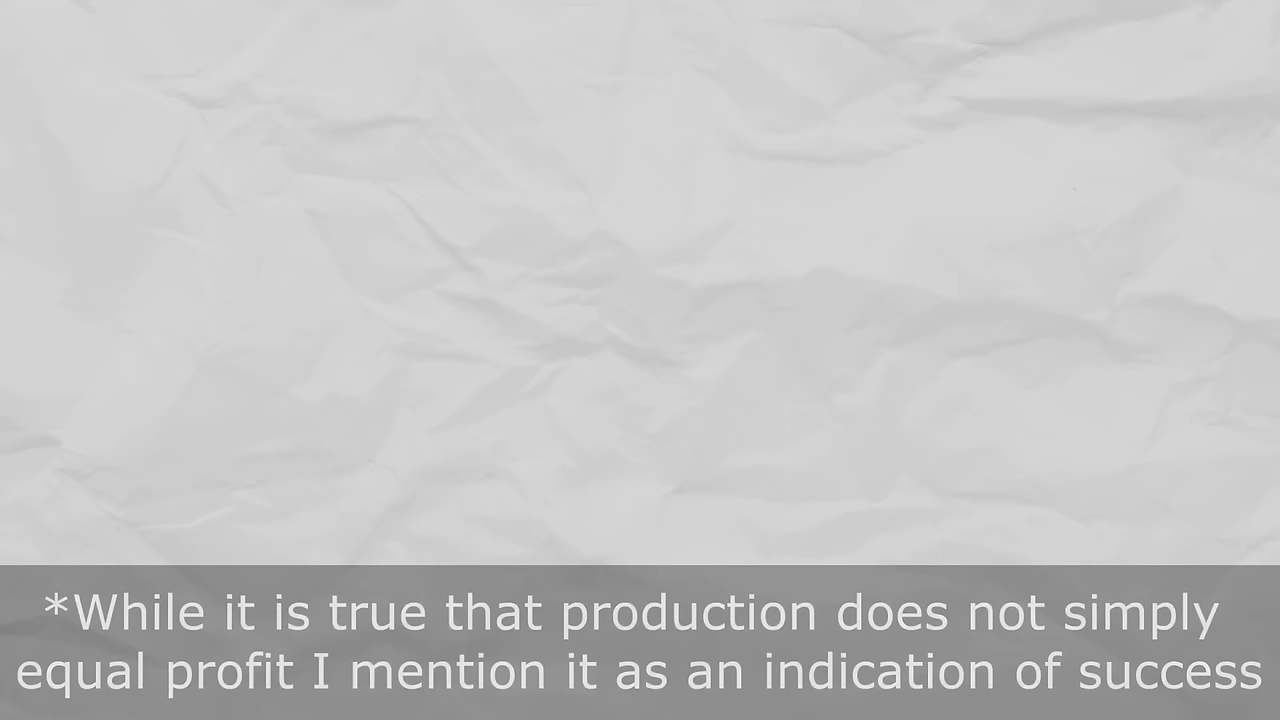 *While it is true that production does not simply
equal profit I mention it as an indication of success